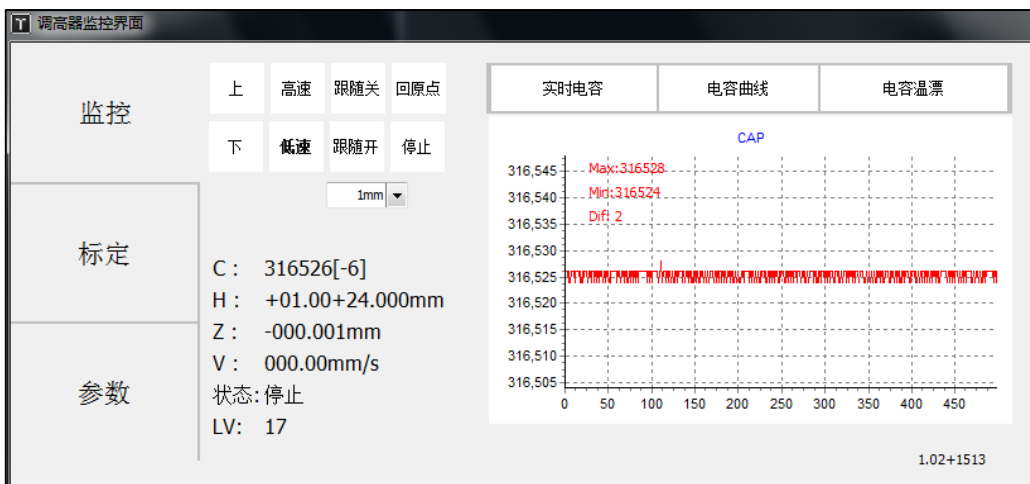 调高器监控界面
监控
标定
参数
上 高速 跟随关 回原点
下 低速 跟随开 停止
1mm
C： 316526[-6]
H： +01.00+24.000mm
Z： -000.001mm
V： 000.00mm/s
状态:停止
LV: 17
实时电容 电容曲线 电容温漂
CAP
Max:316528
Min:316524
Dif: 2
316,545
316,540
316,535
316,530
316,525
316,520
316,515
316,510
316,505
0 50 100 150 200 250 300 350 400 450
1.02+1513